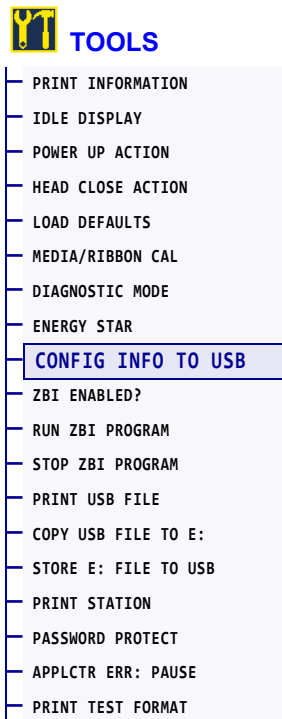 TOOLS
PRINT INFORMATION
IDLE DISPLAY
POWER UP ACTION
HEAD CLOSE ACTION
LOAD DEFAULTS
MEDIA/RIBBON CAL
DIAGNOSTIC MODE
ENERGY STAR
CONFIG INFO TO USB
ZBI ENABLED?
RUN ZBI PROGRAM
STOP ZBI PROGRAM
PRINT USB FILE
COPY USB FILE TO E:
STORE E: FILE TO USB
PRINT STATION
PASSWORD PROTECT
APPLCTR ERR: PAUSE
PRINT TEST FORMAT